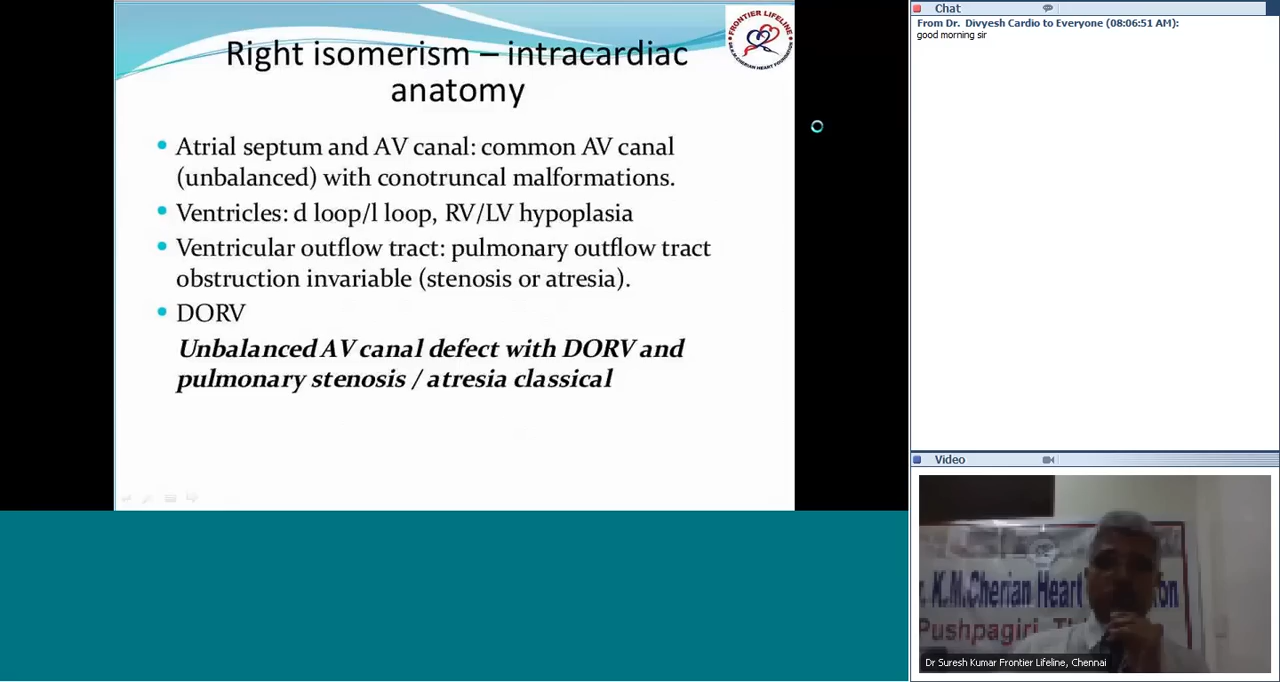 Right isomerism – intracardiac
anatomy
FRONTIER LIFELINE
• Atrial septum and AV canal: common AV canal
(unbalanced) with conotruncal malformations.
• Ventricles: d loop/l loop, RV/LV hypoplasia
• Ventricular outflow tract: pulmonary outflow tract
obstruction invariable (stenosis or atresia).
• DORV
Unbalanced AV canal defect with DORV and
pulmonary stenosis / atresia classical
Chat
From Dr. Divyesh Cardio to Everyone (08:06:51 AM):
good morning sir
Video
K.M.Cherian Heart
Pushpagiri,
Dr Suresh Kumar Frontier Lifeline, Chennai